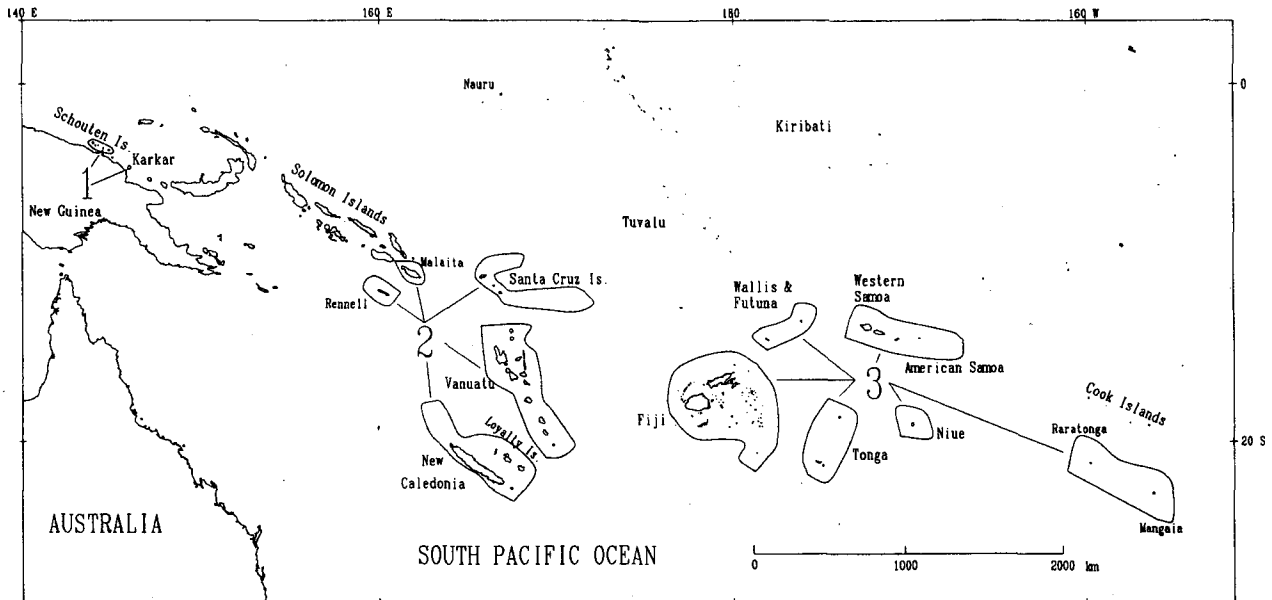 140 E
160 E
180
160 W
Nauru
0
Kiribati
Schouten Is.
Karkar
1
New Guinea
Solomon Islands
Tuvalu
Malaita
Santa Cruz Is.
Rennell
Wallis &
Futuna
Western
Samoa
2
American Samoa
3
Vanuatu
Cook Islands
Fiji
Loyalty Is.
Niue
Raratonga
20 S
New
Caledonia
Tonga
AUSTRALIA
Mangaia
SOUTH PACIFIC OCEAN
0
1000
2000
km